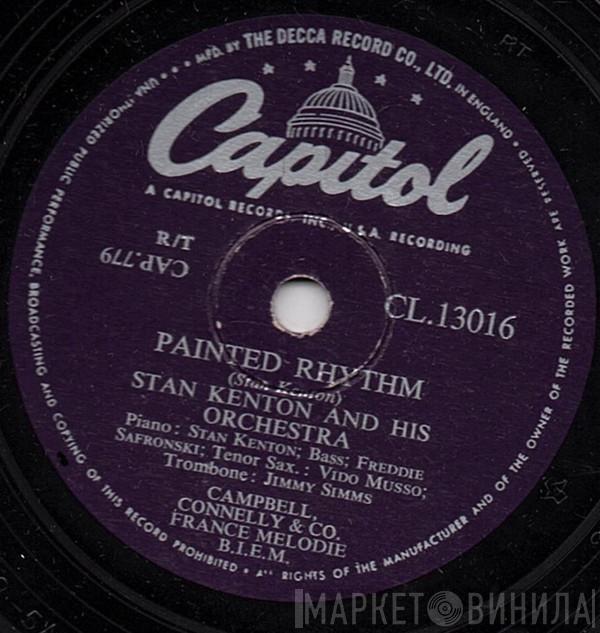 MFD. BY THE DECCA RECORD CO., LTD. IN ENGLAND • ALL RIGHTS OF THE MANUFACTURER AND OF THE OWNER OF THE RECORDED WORK ARE RESERVED • UNAUTHORIZED PUBLIC PERFORMANCE, BROADCASTING AND COPYING OF THIS RECORD PROHIBITED •
Capitol
A CAPITOL RECORDS, INC., U.S.A. RECORDING
T/R
CAP.779
CL.13016
PAINTED RHYTHM
(Stan Kenton)
STAN KENTON AND HIS
ORCHESTRA
Piano: STAN KENTON; Bass; FREDDIE
SAFRONSKI; Tenor Sax.: VIDO MUSSO;
Trombone: JIMMY SIMMS
CAMPBELL,
CONNELLY & CO.
FRANCE MELODIE
B.I.E.M.
RT
МАРКЕТ ВИНИЛА